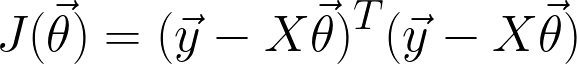 J(θ⃗) = (y⃗ − Xθ⃗)ᵀ(y⃗ − Xθ⃗)